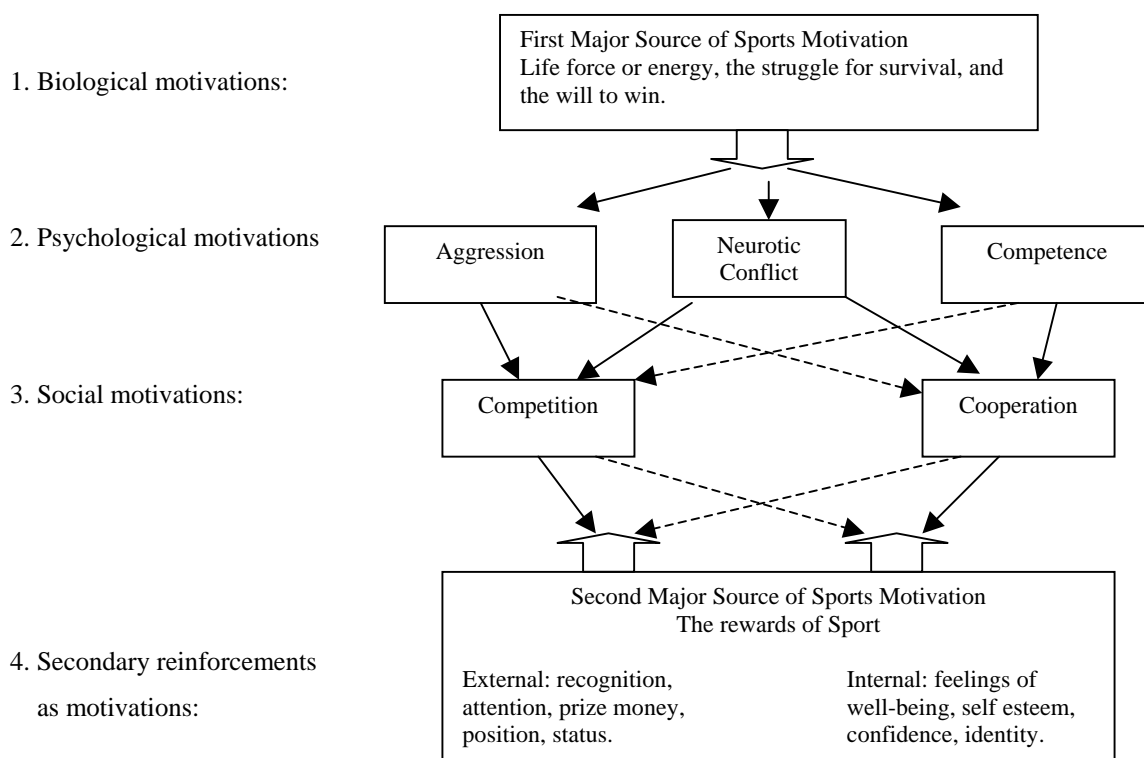 First Major Source of Sports Motivation
1. Biological motivations:
Life force or energy, the struggle for survival, and
the will to win.
2. Psychological motivations
Aggression
Neurotic
Conflict
Competence
3. Social motivations:
Competition
Cooperation
Second Major Source of Sports Motivation
The rewards of Sport
4. Secondary reinforcements
as motivations:
External: recognition,
attention, prize money,
position, status.
Internal: feelings of
well-being, self esteem,
confidence, identity.